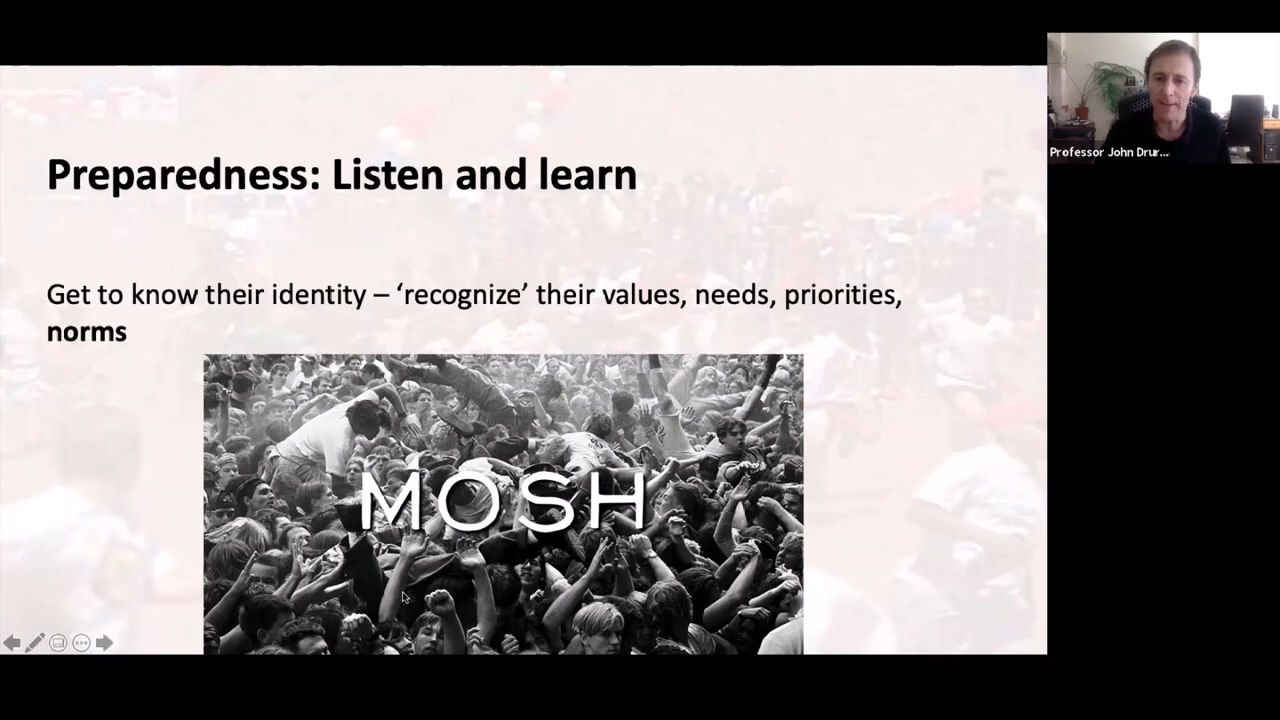 Preparedness: Listen and learn
Get to know their identity – ‘recognize’ their values, needs, priorities,
norms
MOSH
Professor John Drur...